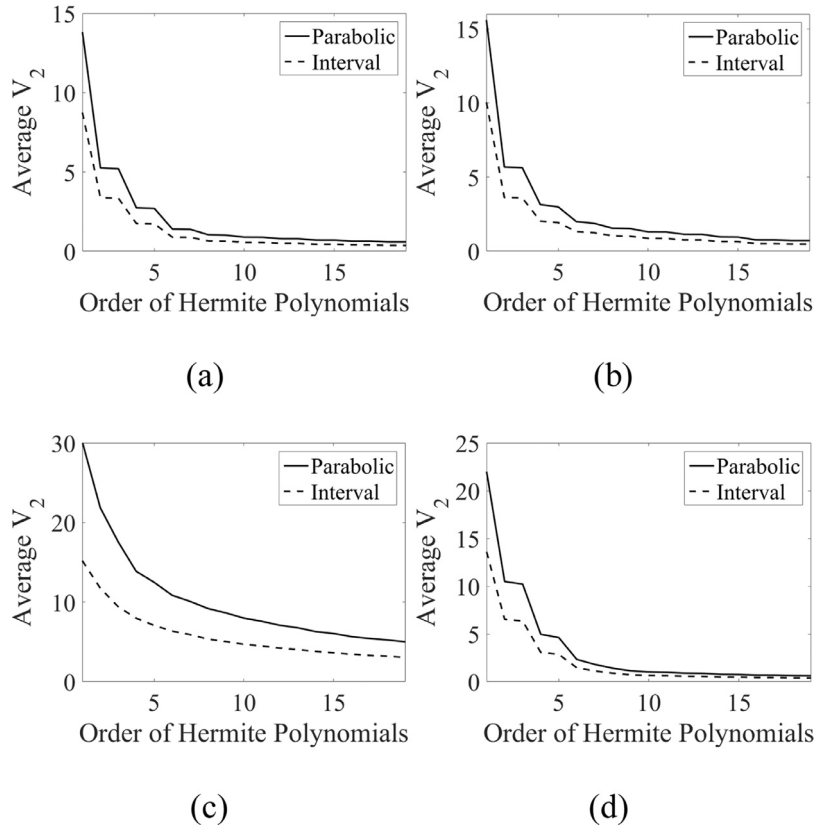 15
10
5
0
Average V2
Parabolic
Interval
5 10 15
Order of Hermite Polynomials
(a)
15
10
5
0
Average V2
Parabolic
Interval
5 10 15
Order of Hermite Polynomials
(b)
30
20
10
0
Average V2
Parabolic
Interval
5 10 15
Order of Hermite Polynomials
(c)
25
20
15
10
5
0
Average V2
Parabolic
Interval
5 10 15
Order of Hermite Polynomials
(d)